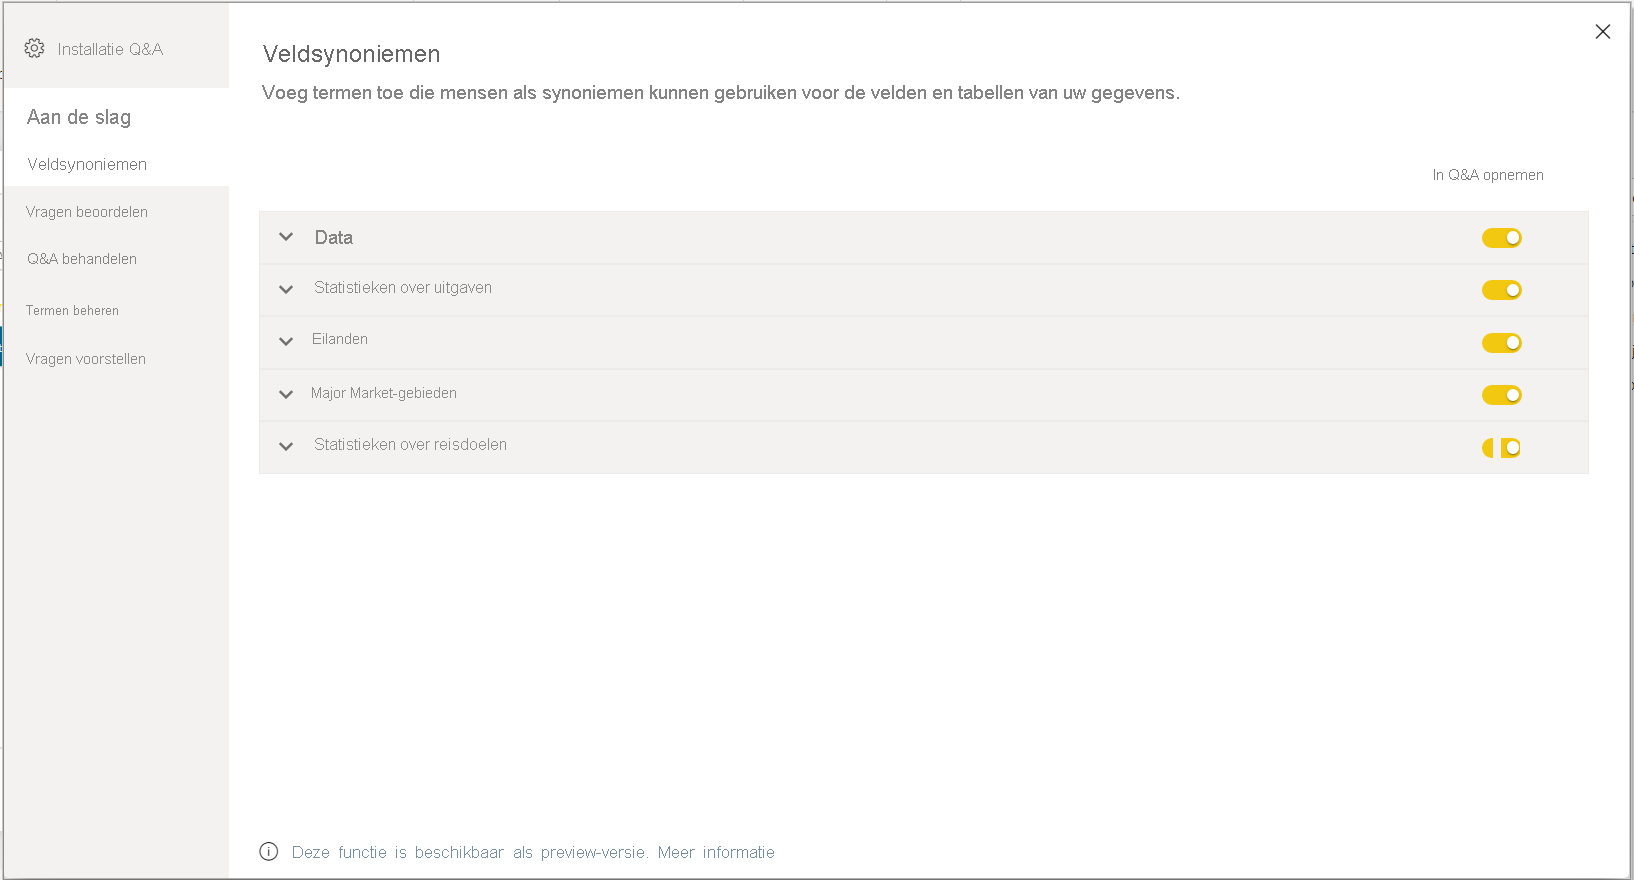 Installatie Q&A
Aan de slag
Veldsynoniemen
Vragen beoordelen
Q&A behandelen
Termen beheren
Vragen voorstellen
Veldsynoniemen
Voeg termen toe die mensen als synoniemen kunnen gebruiken voor de velden en tabellen van uw gegevens.
In Q&A opnemen
Data
Statistieken over uitgaven
Eilanden
Major Market-gebieden
Statistieken over reisdoelen
Deze functie is beschikbaar als preview-versie. Meer informatie